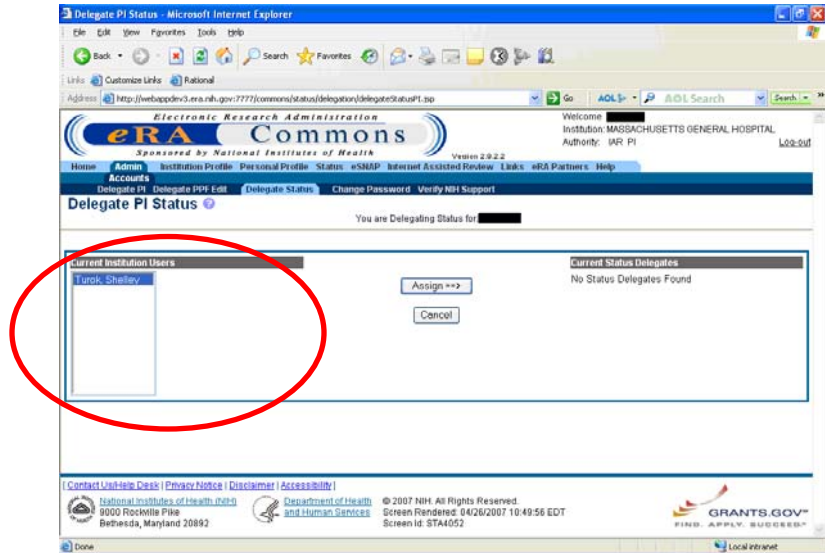 Delegate PI Status - Microsoft Internet Explorer
File Edit View Favorites Tools Help
Back Search Favorites
Links Customize Links Rational
Address http://webappdev3.era.nih.gov:7777/commons/status/delegation/delegateStatusPI.jsp Go AOL AOL Search Search
Electronic Research Administration
eRA Commons
Sponsored by National Institutes of Health
Version 2.9.2.2
Welcome
Institution: MASSACHUSETTS GENERAL HOSPITAL
Authority: IAR PI
Log-out
Home Admin Institution Profile Personal Profile Status eSNAP Internet Assisted Review Links eRA Partners Help
Accounts
Delegate PI Delegate PPF Edit Delegate Status Change Password Verify NIH Support
Delegate PI Status
You are Delegating Status for:
Current Institution Users
Current Status Delegates
Turok, Shelley
Assign ==>
No Status Delegates Found
Cancel
[ Contact Us/Help Desk | Privacy Notice | Disclaimer | Accessibility ]
National Institutes of Health (NIH)
9000 Rockville Pike
Bethesda, Maryland 20892
Department of Health
and Human Services
© 2007 NIH. All Rights Reserved.
Screen Rendered: 04/26/2007 10:49:56 EDT
Screen Id: STA4052
GRANTS.GOV
FIND. APPLY. SUCCEED.
Done Local intranet